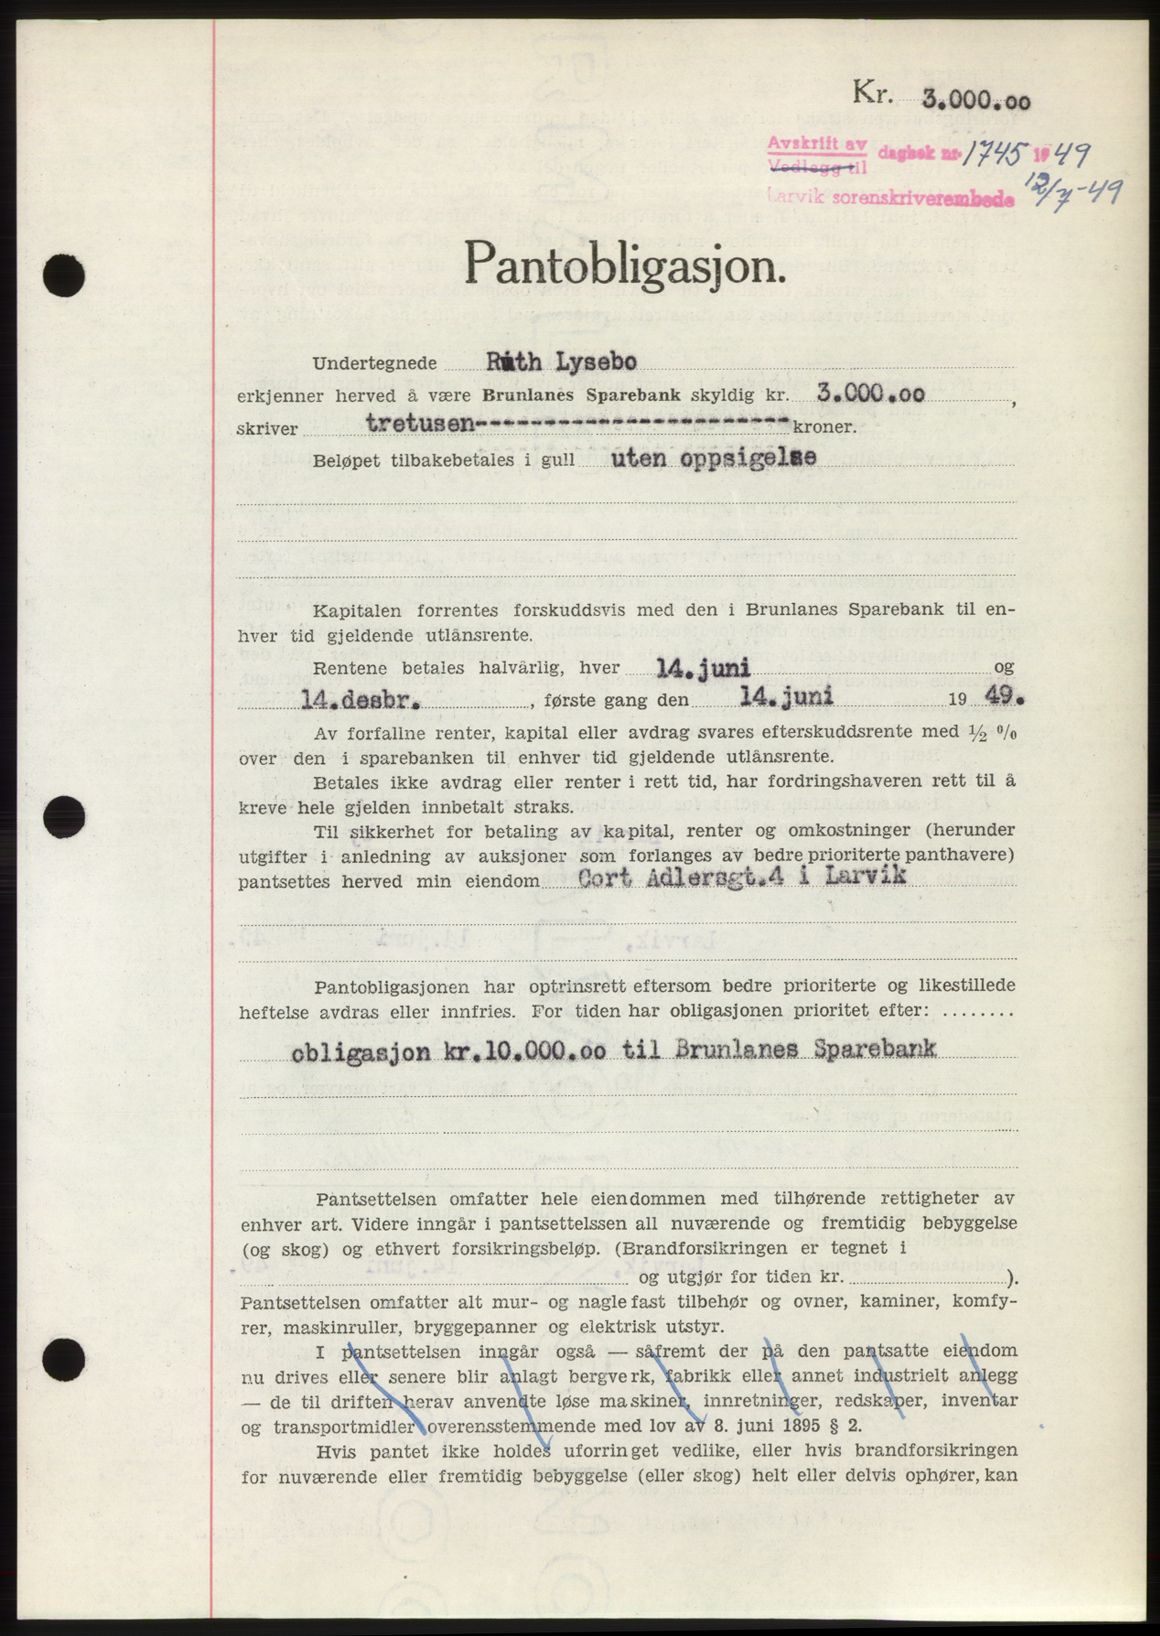 Kr. 3.000.oo
Avskrift av
Vedlegg til
dagbok nr. 1745 1949
Larvik sorenskriverembede 12/7-49
Pantobligasjon.
Undertegnede Ruth Lysebo
erkjenner herved å være Brunlanes Sparebank skyldig kr. 3.000.oo,
skriver tretusen----------------------- kroner.
Beløpet tilbakebetales i gull uten oppsigelse
Kapitalen forrentes forskuddsvis med den i Brunlanes Sparebank til en-
hver tid gjeldende utlånsrente.
Rentene betales halvårlig, hver 14.juni og
14.desbr., første gang den 14.juni 1949.
Av forfallne renter, kapital eller avdrag svares efterskuddsrente med ½ %
over den i sparebanken til enhver tid gjeldende utlånsrente.
Betales ikke avdrag eller renter i rett tid, har fordringshaveren rett til å
kreve hele gjelden innbetalt straks.
Til sikkerhet for betaling av kapital, renter og omkostninger (herunder
utgifter i anledning av auksjoner som forlanges av bedre prioriterte panthavere)
pantsettes herved min eiendom Cort Adlersgt.4 i Larvik
Pantobligasjonen har optrinsrett eftersom bedre prioriterte og likestillede
heftelse avdras eller innfries. For tiden har obligasjonen prioritet efter: ........
obligasjon kr.10.000.oo til Brunlanes Sparebank
Pantsettelsen omfatter hele eiendommen med tilhørende rettigheter av
enhver art. Videre inngår i pantsettelssen all nuværende og fremtidig bebyggelse
(og skog) og ethvert forsikringsbeløp. (Brandforsikringen er tegnet i
og utgjør for tiden kr. ).
Pantsettelsen omfatter alt mur- og naglefast tilbehør og ovner, kaminer, komfy-
rer, maskinruller, bryggepanner og elektrisk utstyr.
I pantsettelsen inngår også — såfremt der på den pantsatte eiendom
nu drives eller senere blir anlagt bergverk, fabrikk eller annet industrielt anlegg
— de til driften herav anvendte løse maskiner, innretninger, redskaper, inventar
og transportmidler overensstemmende med lov av 8. juni 1895 § 2.
Hvis pantet ikke holdes uforringet vedlike, eller hvis brandforsikringen
for nuværende eller fremtidig bebyggelse (eller skog) helt eller delvis ophører, kan